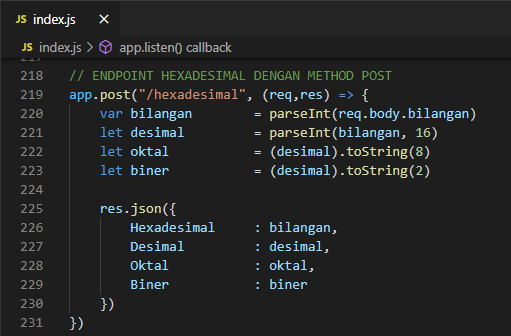 JS index.js ×
JS index.js > app.listen() callback
218 // ENDPOINT HEXADESIMAL DENGAN METHOD POST
219 app.post("/hexadesimal", (req,res) => {
220 var bilangan = parseInt(req.body.bilangan)
221 let desimal = parseInt(bilangan, 16)
222 let oktal = (desimal).toString(8)
223 let biner = (desimal).toString(2)
224
225 res.json({
226 Hexadesimal : bilangan,
227 Desimal : desimal,
228 Oktal : oktal,
229 Biner : biner
230 })
231 })